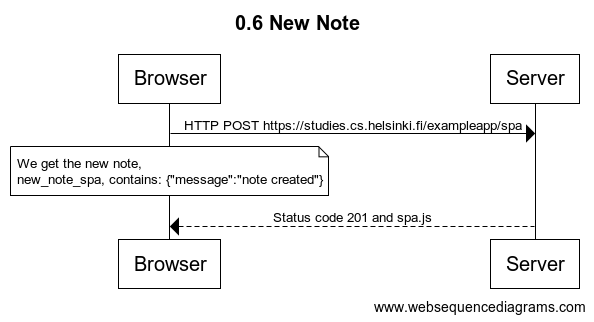 0.6 New Note
Browser
Server
HTTP POST https://studies.cs.helsinki.fi/exampleapp/spa
We get the new note,
new_note_spa, contains: {"message":"note created"}
Status code 201 and spa.js
Browser
Server
www.websequencediagrams.com